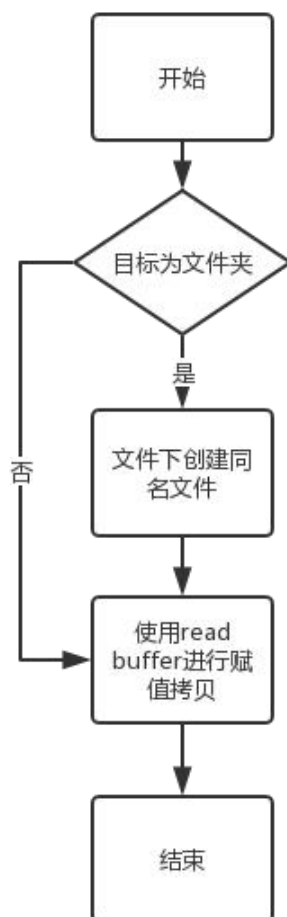 开始
目标为文件夹
是
文件下创建同
名文件
否
使用read
buffer进行赋
值拷贝
结束